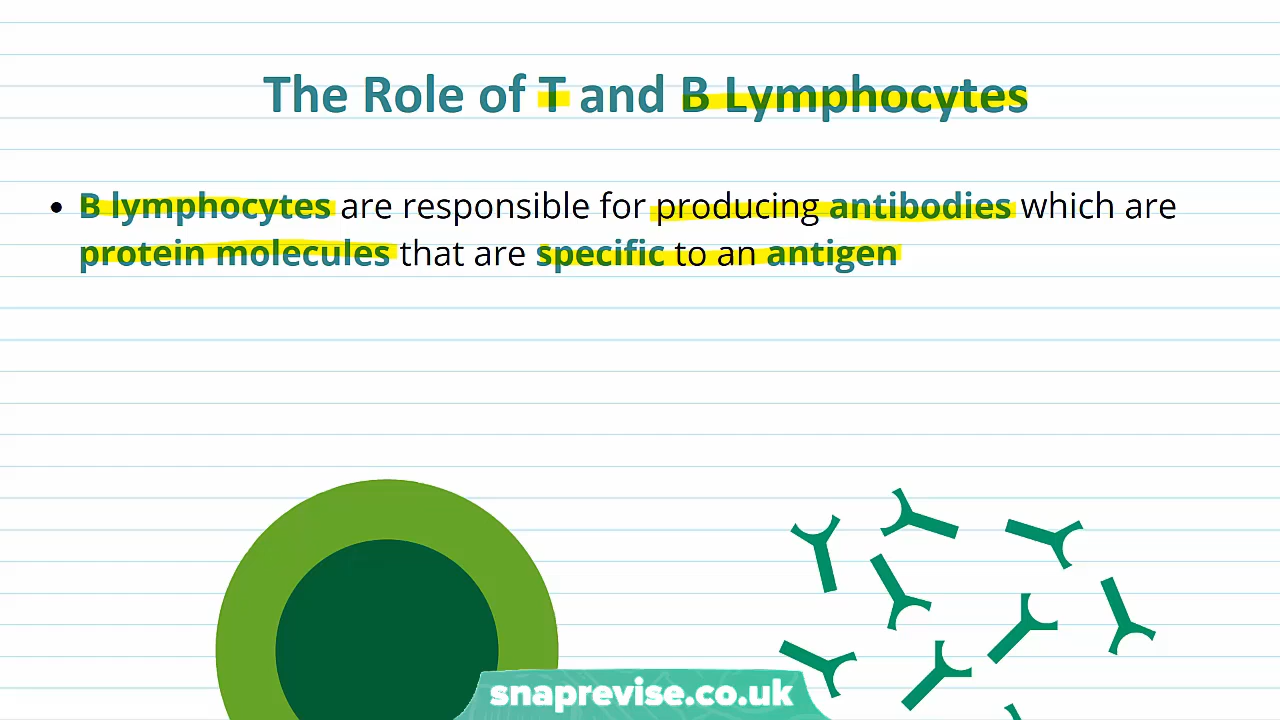 The Role of T and B Lymphocytes
• B lymphocytes are responsible for producing antibodies which are
protein molecules that are specific to an antigen
snaprevise.co.uk